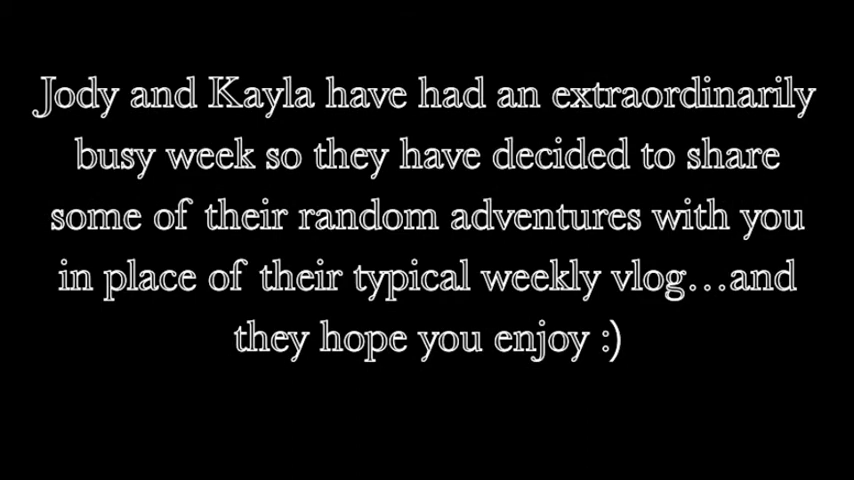 Jody and Kayla have had an extraordinarily
busy week so they have decided to share
some of their random adventures with you
in place of their typical weekly vlog...and
they hope you enjoy :)